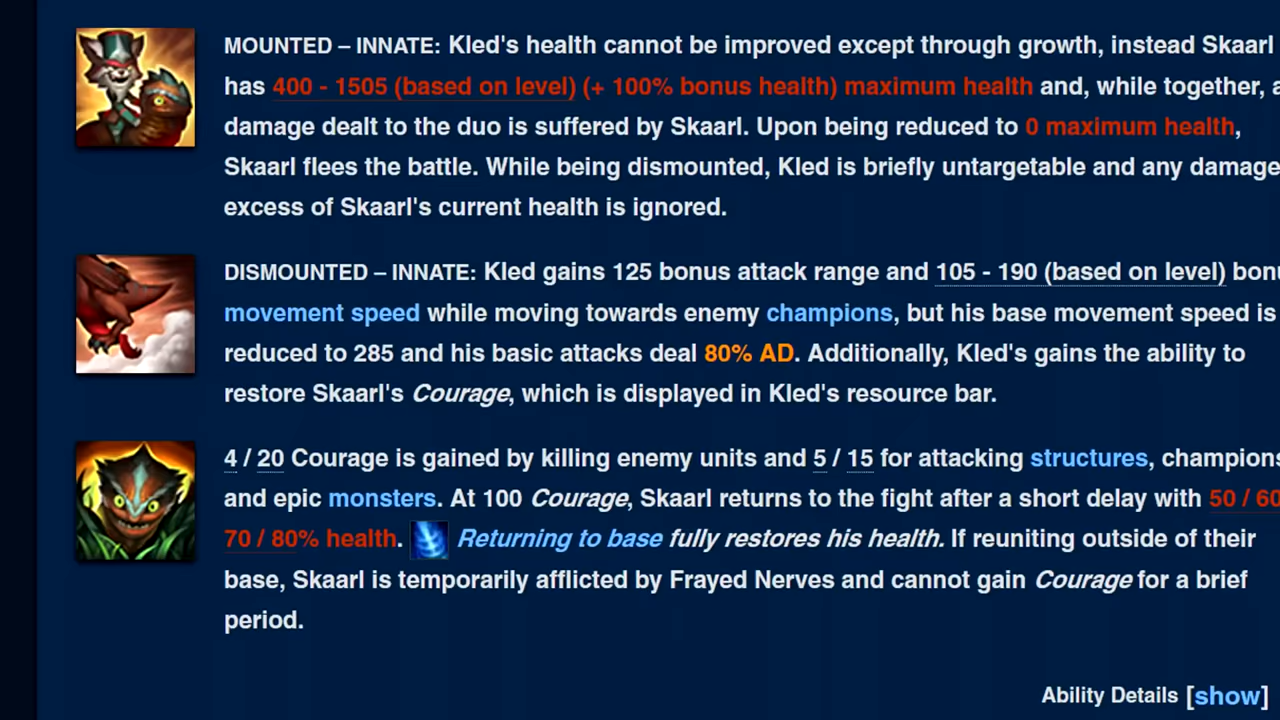 MOUNTED – INNATE: Kled's health cannot be improved except through growth, instead Skaarl
has 400 - 1505 (based on level) (+ 100% bonus health) maximum health and, while together, a
damage dealt to the duo is suffered by Skaarl. Upon being reduced to 0 maximum health,
Skaarl flees the battle. While being dismounted, Kled is briefly untargetable and any damage
excess of Skaarl's current health is ignored.
DISMOUNTED – INNATE: Kled gains 125 bonus attack range and 105 - 190 (based on level) bonu
movement speed while moving towards enemy champions, but his base movement speed is
reduced to 285 and his basic attacks deal 80% AD. Additionally, Kled's gains the ability to
restore Skaarl's Courage, which is displayed in Kled's resource bar.
4 / 20 Courage is gained by killing enemy units and 5 / 15 for attacking structures, champions
and epic monsters. At 100 Courage, Skaarl returns to the fight after a short delay with 50 / 60
70 / 80% health. Returning to base fully restores his health. If reuniting outside of their
base, Skaarl is temporarily afflicted by Frayed Nerves and cannot gain Courage for a brief
period.
Ability Details [show]